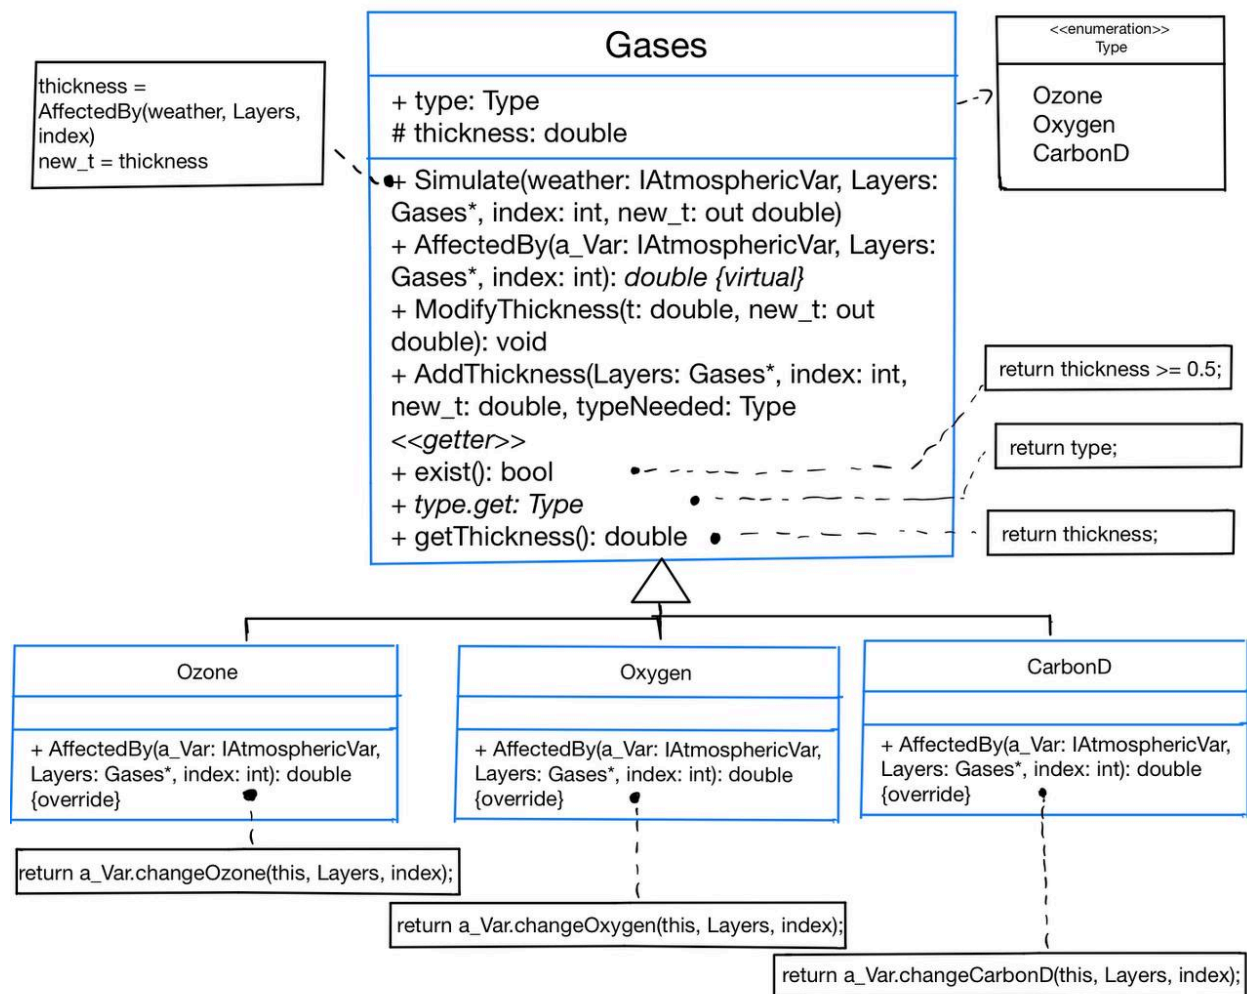 Gases
+ type: Type
# thickness: double
+ Simulate(weather: IAtmosphericVar, Layers:
Gases*, index: int, new_t: out double)
+ AffectedBy(a_Var: IAtmosphericVar, Layers:
Gases*, index: int): double {virtual}
+ ModifyThickness(t: double, new_t: out
double): void
+ AddThickness(Layers: Gases*, index: int,
new_t: double, typeNeeded: Type
<<getter>>
+ exist(): bool
+ type.get: Type
+ getThickness(): double
thickness =
AffectedBy(weather, Layers,
index)
new_t = thickness
<<enumeration>>
Type
Ozone
Oxygen
CarbonD
return thickness >= 0.5;
return type;
return thickness;
Ozone
+ AffectedBy(a_Var: IAtmosphericVar,
Layers: Gases*, index: int): double
{override}
return a_Var.changeOzone(this, Layers, index);
Oxygen
+ AffectedBy(a_Var: IAtmosphericVar,
Layers: Gases*, index: int): double
{override}
return a_Var.changeOxygen(this, Layers, index);
CarbonD
+ AffectedBy(a_Var: IAtmosphericVar,
Layers: Gases*, index: int): double
{override}
return a_Var.changeCarbonD(this, Layers, index);